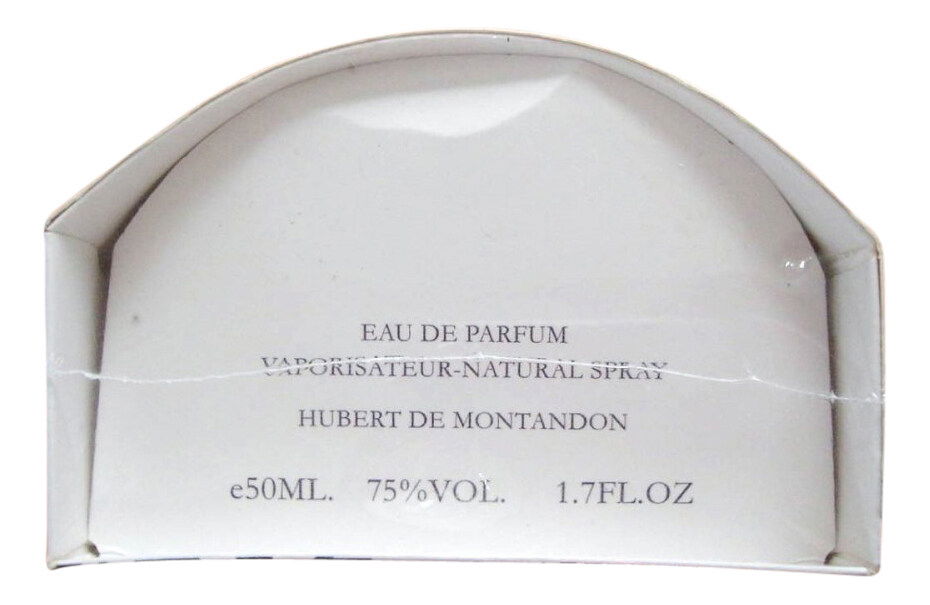 EAU DE PARFUM
VAPORISATEUR-NATURAL SPRAY
HUBERT DE MONTANDON
e50ML. 75%VOL. 1.7FL.OZ